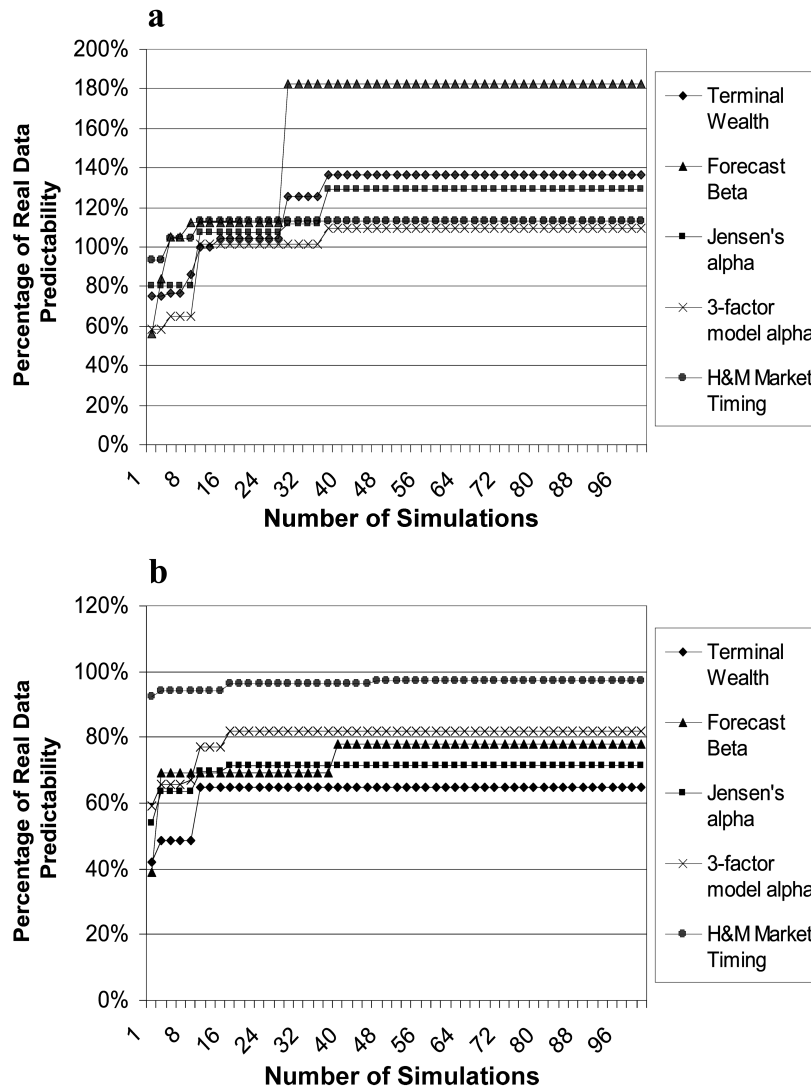 a
200%
180%
160%
140%
120%
100%
80%
60%
40%
20%
0%
Percentage of Real Data
Predictability
1
8
16
24
32
40
48
56
64
72
80
88
96
Number of Simulations
Terminal
Wealth
Forecast
Beta
Jensen's
alpha
3-factor
model alpha
H&M Market
Timing
b
120%
100%
80%
60%
40%
20%
0%
Percentage of Real Data
Predictability
1
8
16
24
32
40
48
56
64
72
80
88
96
Number of Simulations
Terminal
Wealth
Forecast
Beta
Jensen's
alpha
3-factor
model alpha
H&M Market
Timing